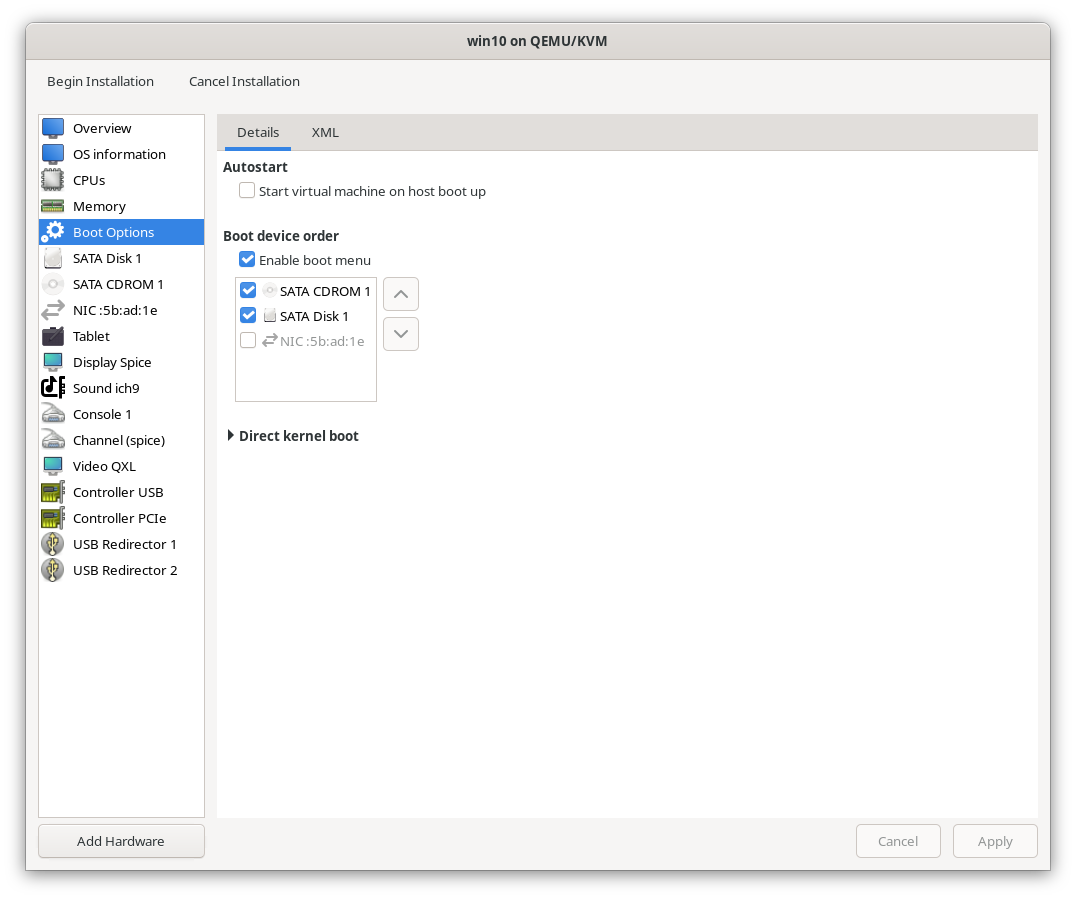 win10 on QEMU/KVM
Begin Installation
Cancel Installation
Overview
OS information
CPUs
Memory
Boot Options
SATA Disk 1
SATA CDROM 1
NIC :5b:ad:1e
Tablet
Display Spice
Sound ich9
Console 1
Channel (spice)
Video QXL
Controller USB
Controller PCIe
USB Redirector 1
USB Redirector 2
Add Hardware
Details
XML
Autostart
Start virtual machine on host boot up
Boot device order
Enable boot menu
SATA CDROM 1
SATA Disk 1
NIC :5b:ad:1e
Direct kernel boot
Cancel
Apply